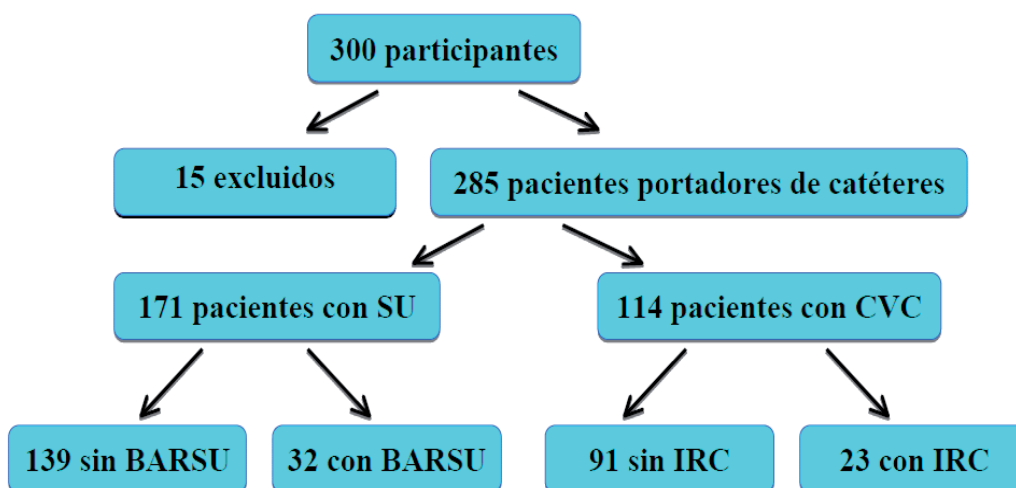 300 participantes
15 excluidos
285 pacientes portadores de catéteres
171 pacientes con SU
114 pacientes con CVC
139 sin BARSU
32 con BARSU
91 sin IRC
23 con IRC